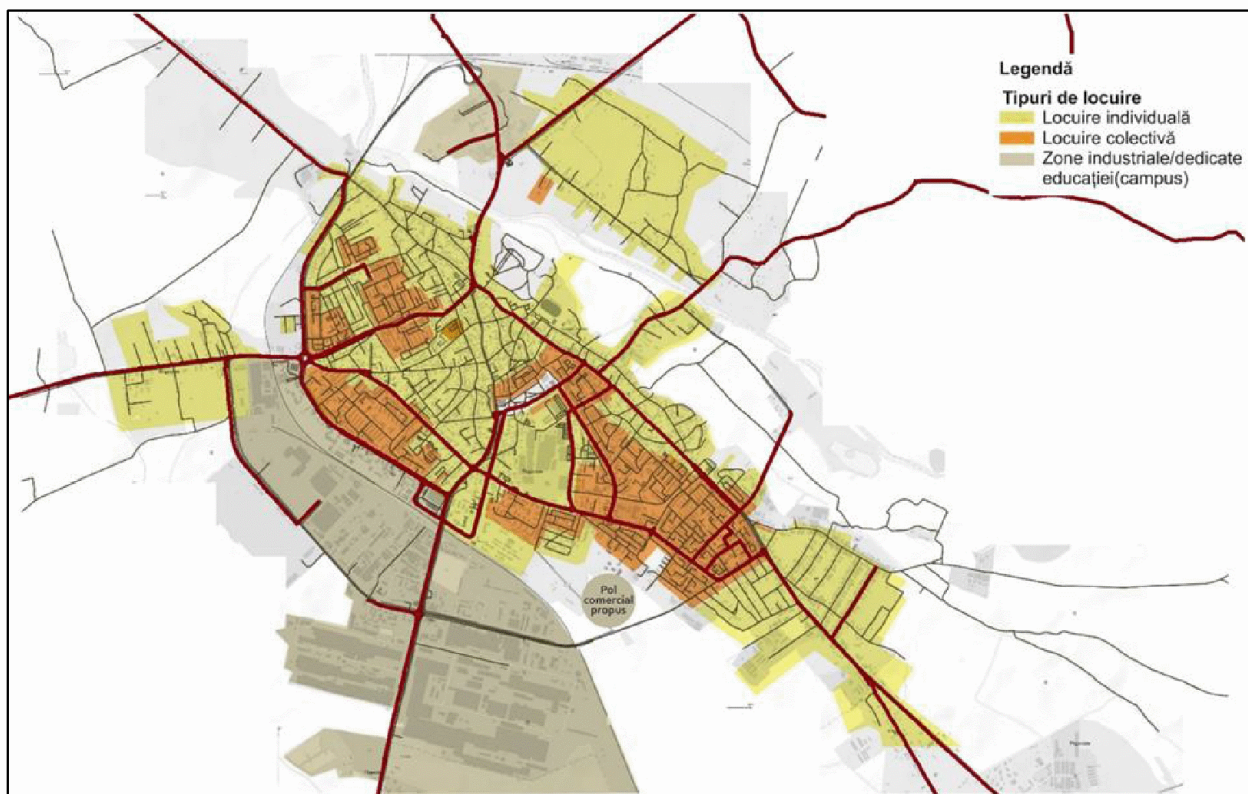 Legendă
Tipuri de locuire
Locuire individuală
Locuire colectivă
Zone industriale/dedicate
educației(campus)
Pol
comercial
propus